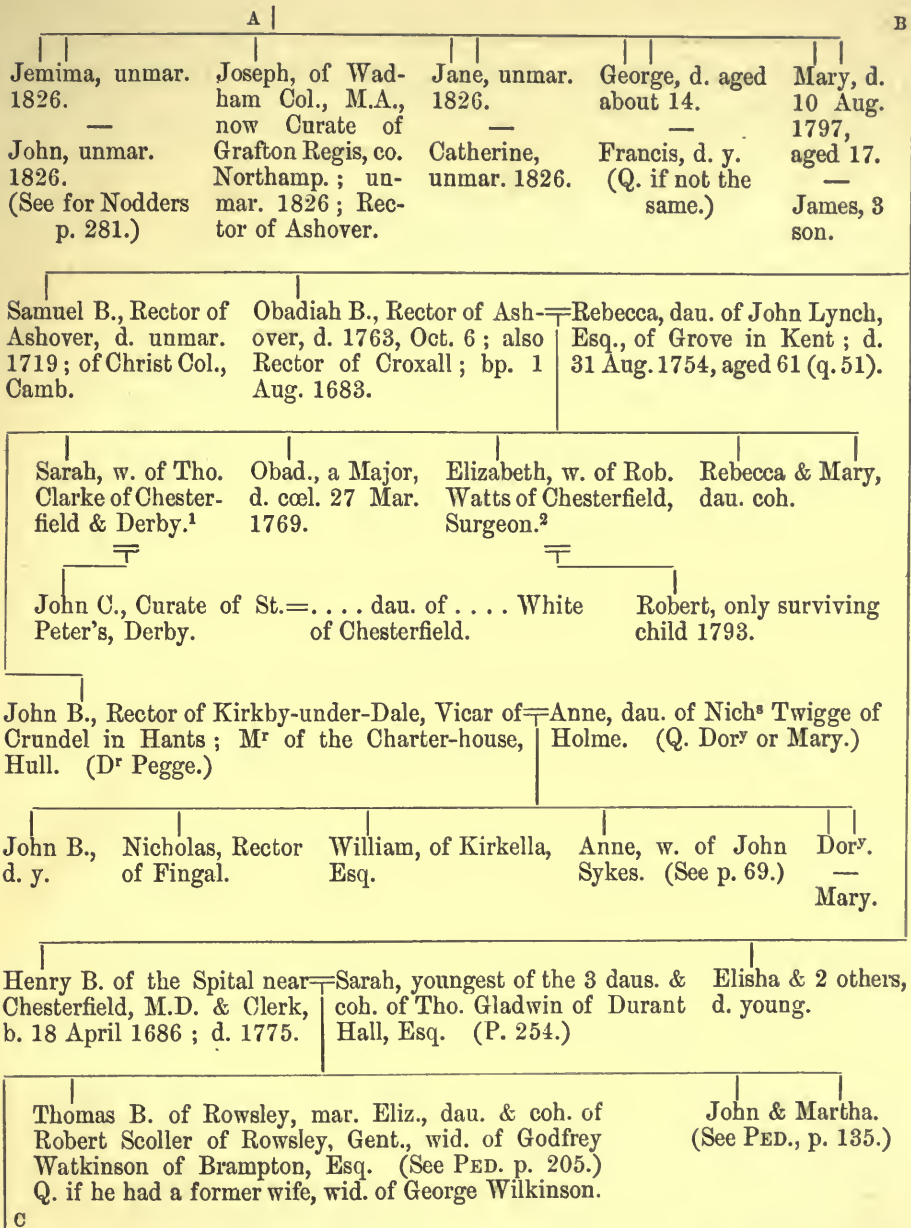 A
B
Jemima, unmar.
1826.
—
John, unmar.
1826.
(See for Nodders
p. 281.)
Joseph, of Wad-
ham Col., M.A.,
now Curate of
Grafton Regis, co.
Northamp.; un-
mar. 1826; Rec-
tor of Ashover.
Jane, unmar.
1826.
—
Catherine,
unmar. 1826.
George, d. aged
about 14.
—
Francis, d. y.
(Q. if not the
same.)
Mary, d.
10 Aug.
1797,
aged 17.
—
James, 3
son.
Samuel B., Rector of
Ashover, d. unmar.
1719; of Christ Col.,
Camb.
Obadiah B., Rector of Ash-
over, d. 1763, Oct. 6; also
Rector of Croxall; bp. 1
Aug. 1683.
Rebecca, dau. of John Lynch,
Esq., of Grove in Kent; d.
31 Aug. 1754, aged 61 (q. 51).
Sarah, w. of Tho.
Clarke of Chester-
field & Derby.¹
Obad., a Major,
d. cœl. 27 Mar.
1769.
Elizabeth, w. of Rob.
Watts of Chesterfield,
Surgeon.²
Rebecca & Mary,
dau. coh.
John C., Curate of St.=.... dau. of .... White
Peter's, Derby.
of Chesterfield.
Robert, only surviving
child 1793.
John B., Rector of Kirkby-under-Dale, Vicar of
Crundel in Hants; Mʳ of the Charter-house,
Hull. (Dʳ Pegge.)
Anne, dau. of Nichˢ Twigge of
Holme. (Q. Dorʸ or Mary.)
John B.,
d. y.
Nicholas, Rector
of Fingal.
William, of Kirkella,
Esq.
Anne, w. of John
Sykes. (See p. 69.)
Dorʸ.
—
Mary.
Henry B. of the Spital near
Chesterfield, M.D. & Clerk,
b. 18 April 1686; d. 1775.
Sarah, youngest of the 3 daus. &
coh. of Tho. Gladwin of Durant
Hall, Esq. (P. 254.)
Elisha & 2 others,
d. young.
Thomas B. of Rowsley, mar. Eliz., dau. & coh. of
Robert Scoller of Rowsley, Gent., wid. of Godfrey
Watkinson of Brampton, Esq. (See PED. p. 205.)
Q. if he had a former wife, wid. of George Wilkinson.
John & Martha.
(See PED., p. 135.)
C